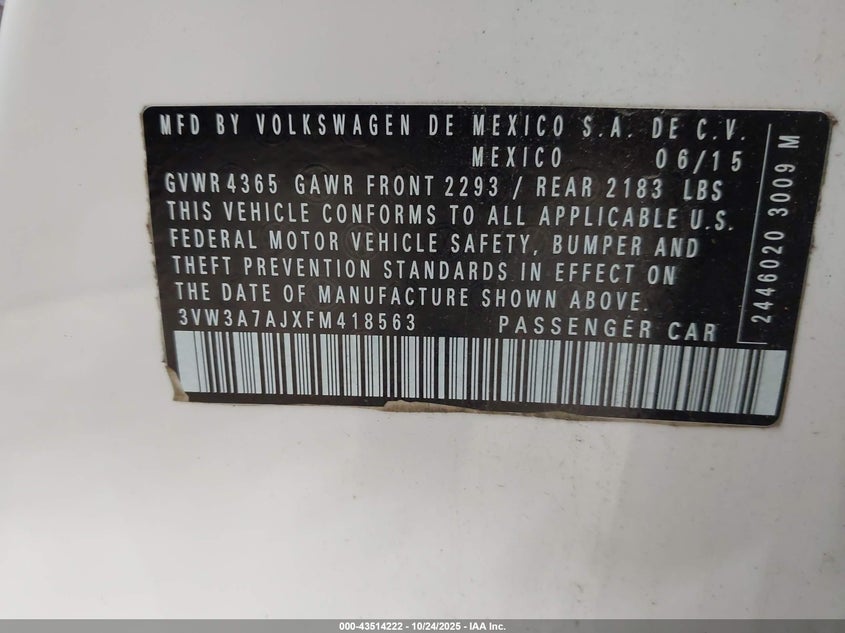 MFD BY VOLKSWAGEN DE MEXICO S.A. DE C.V.
MEXICO 06/15
GVWR 4365 GAWR FRONT 2293 / REAR 2183 LBS
THIS VEHICLE CONFORMS TO ALL APPLICABLE U.S.
FEDERAL MOTOR VEHICLE SAFETY, BUMPER AND
THEFT PREVENTION STANDARDS IN EFFECT ON
THE DATE OF MANUFACTURE SHOWN ABOVE.
3VW3A7AJXFM418563 PASSENGER CAR
2446020 3009 M
000-43514222 - 10/24/2025 - IAA Inc.